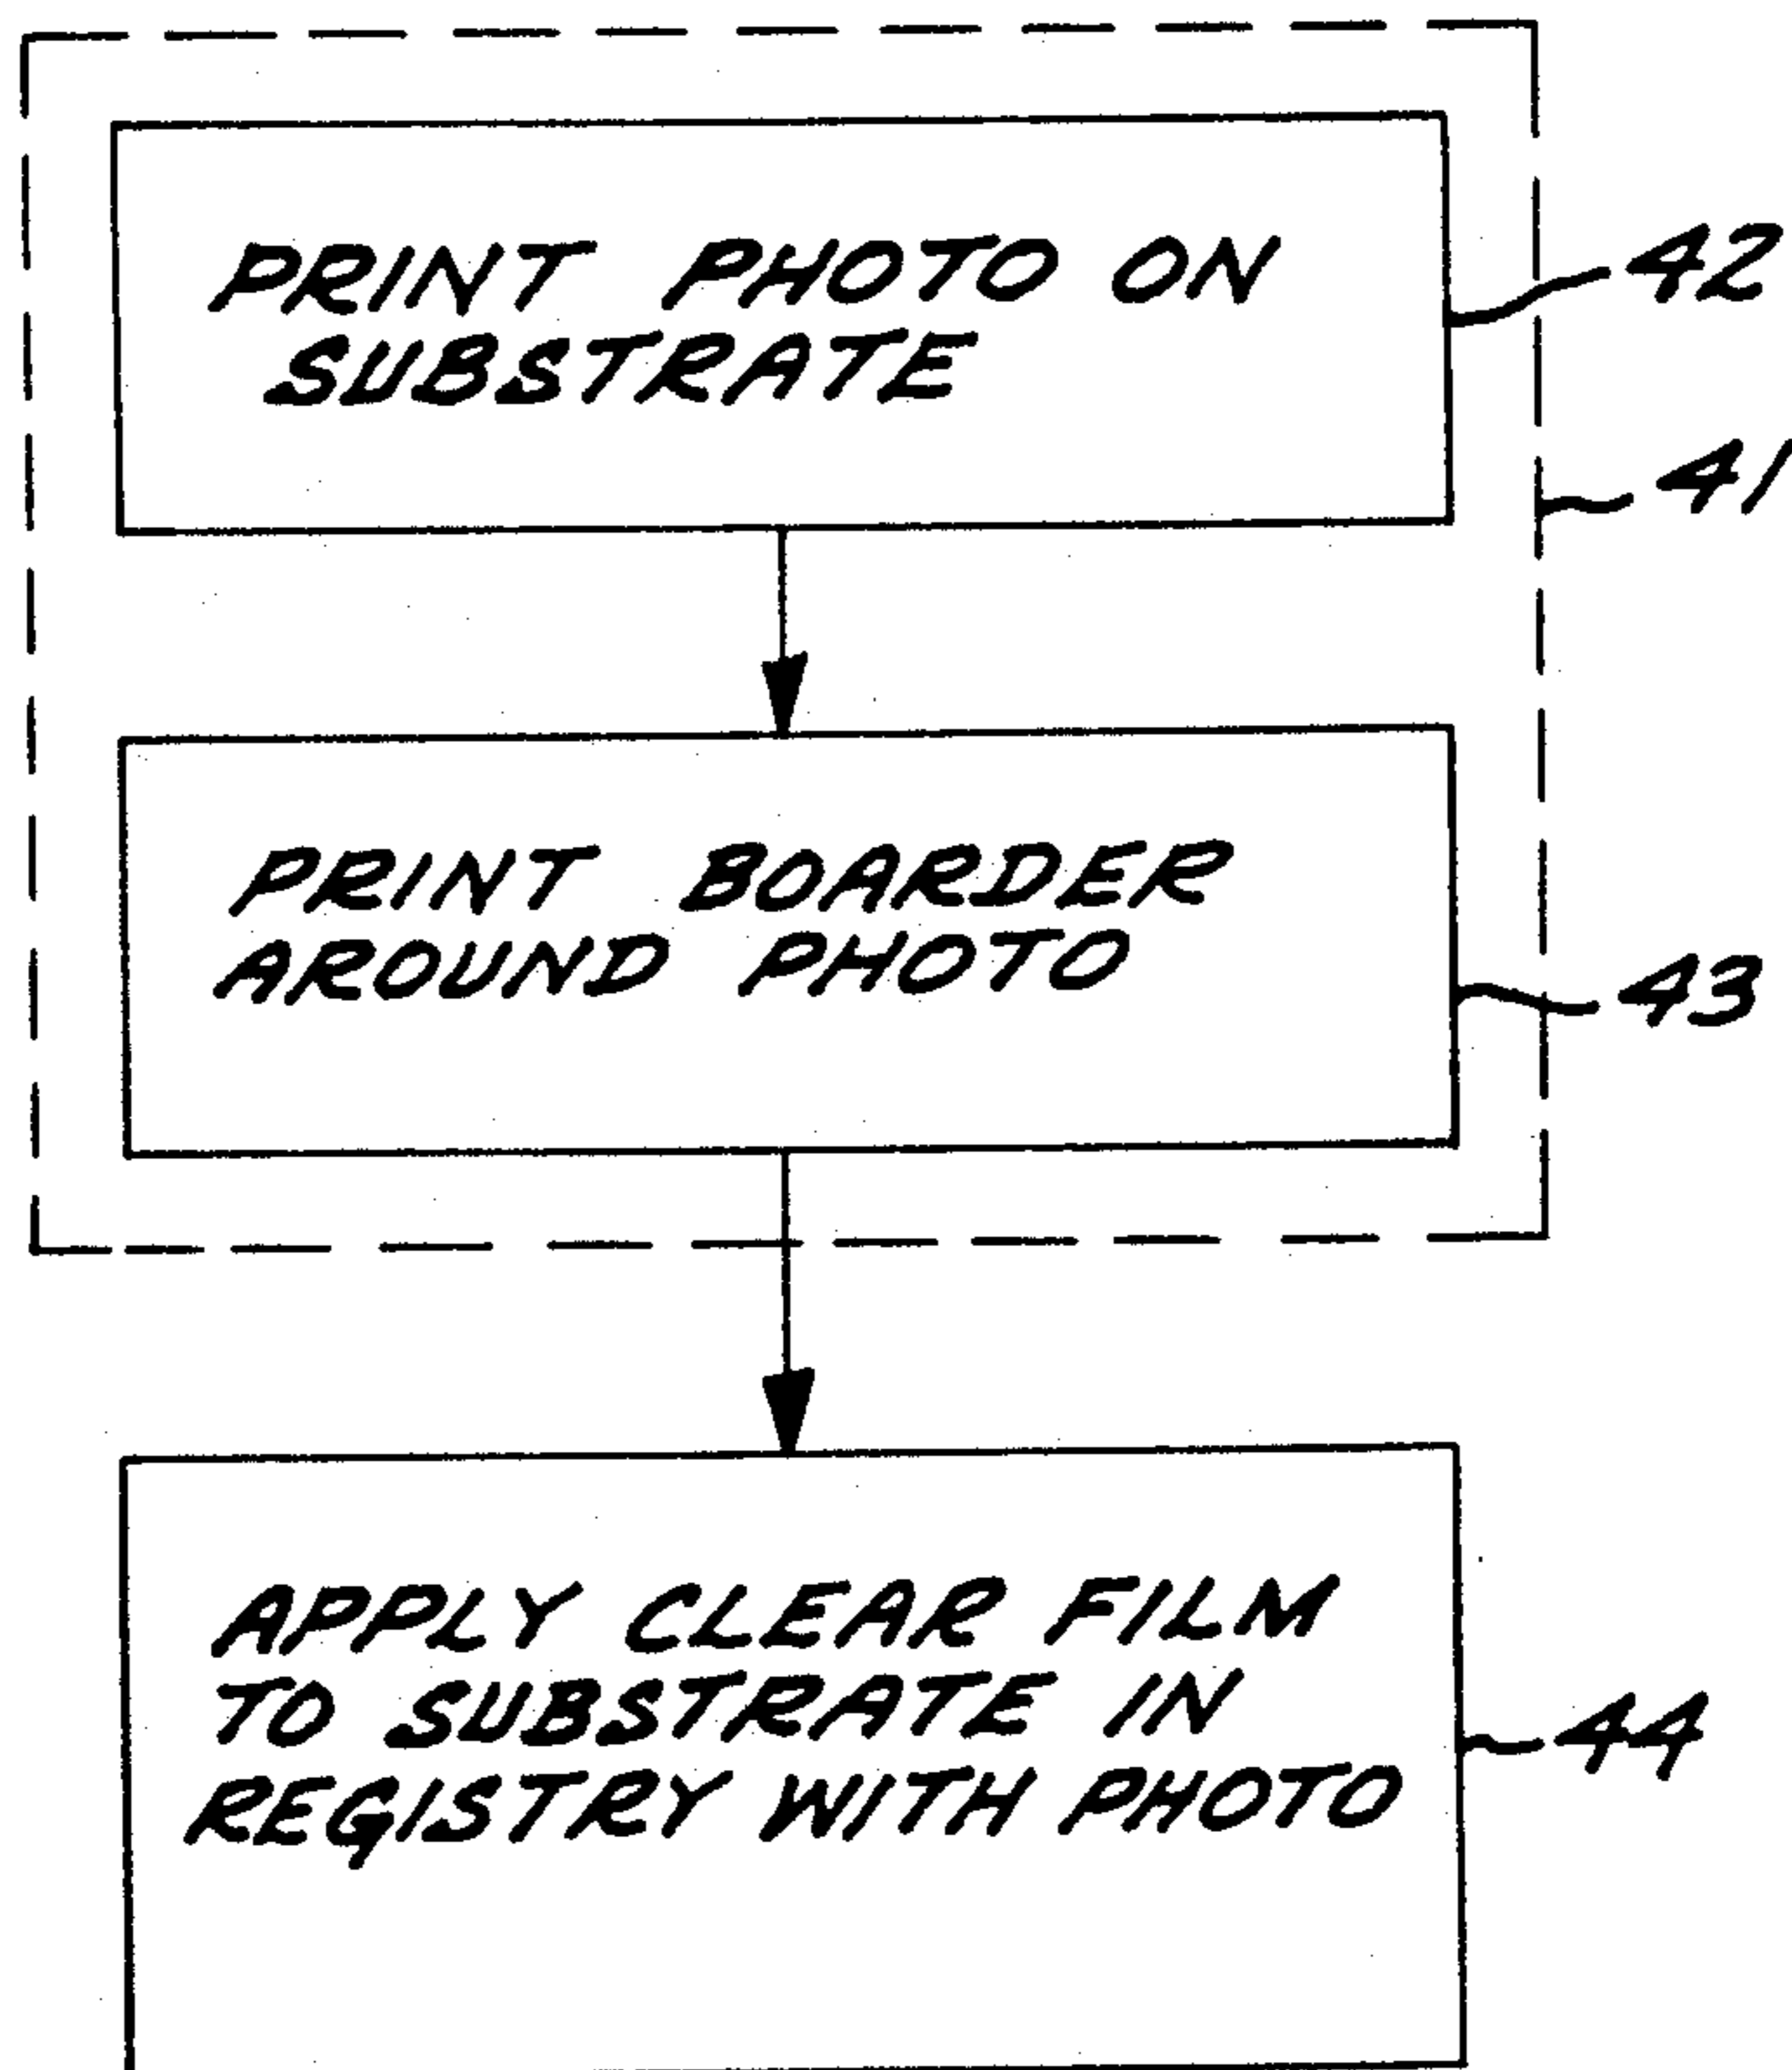 PRINT PHOTO ON
SUBSTRATE
42
41
PRINT BOARDER
AROUND PHOTO
43
APPLY CLEAR FILM
TO SUBSTRATE IN
REGISTRY WITH PHOTO
44